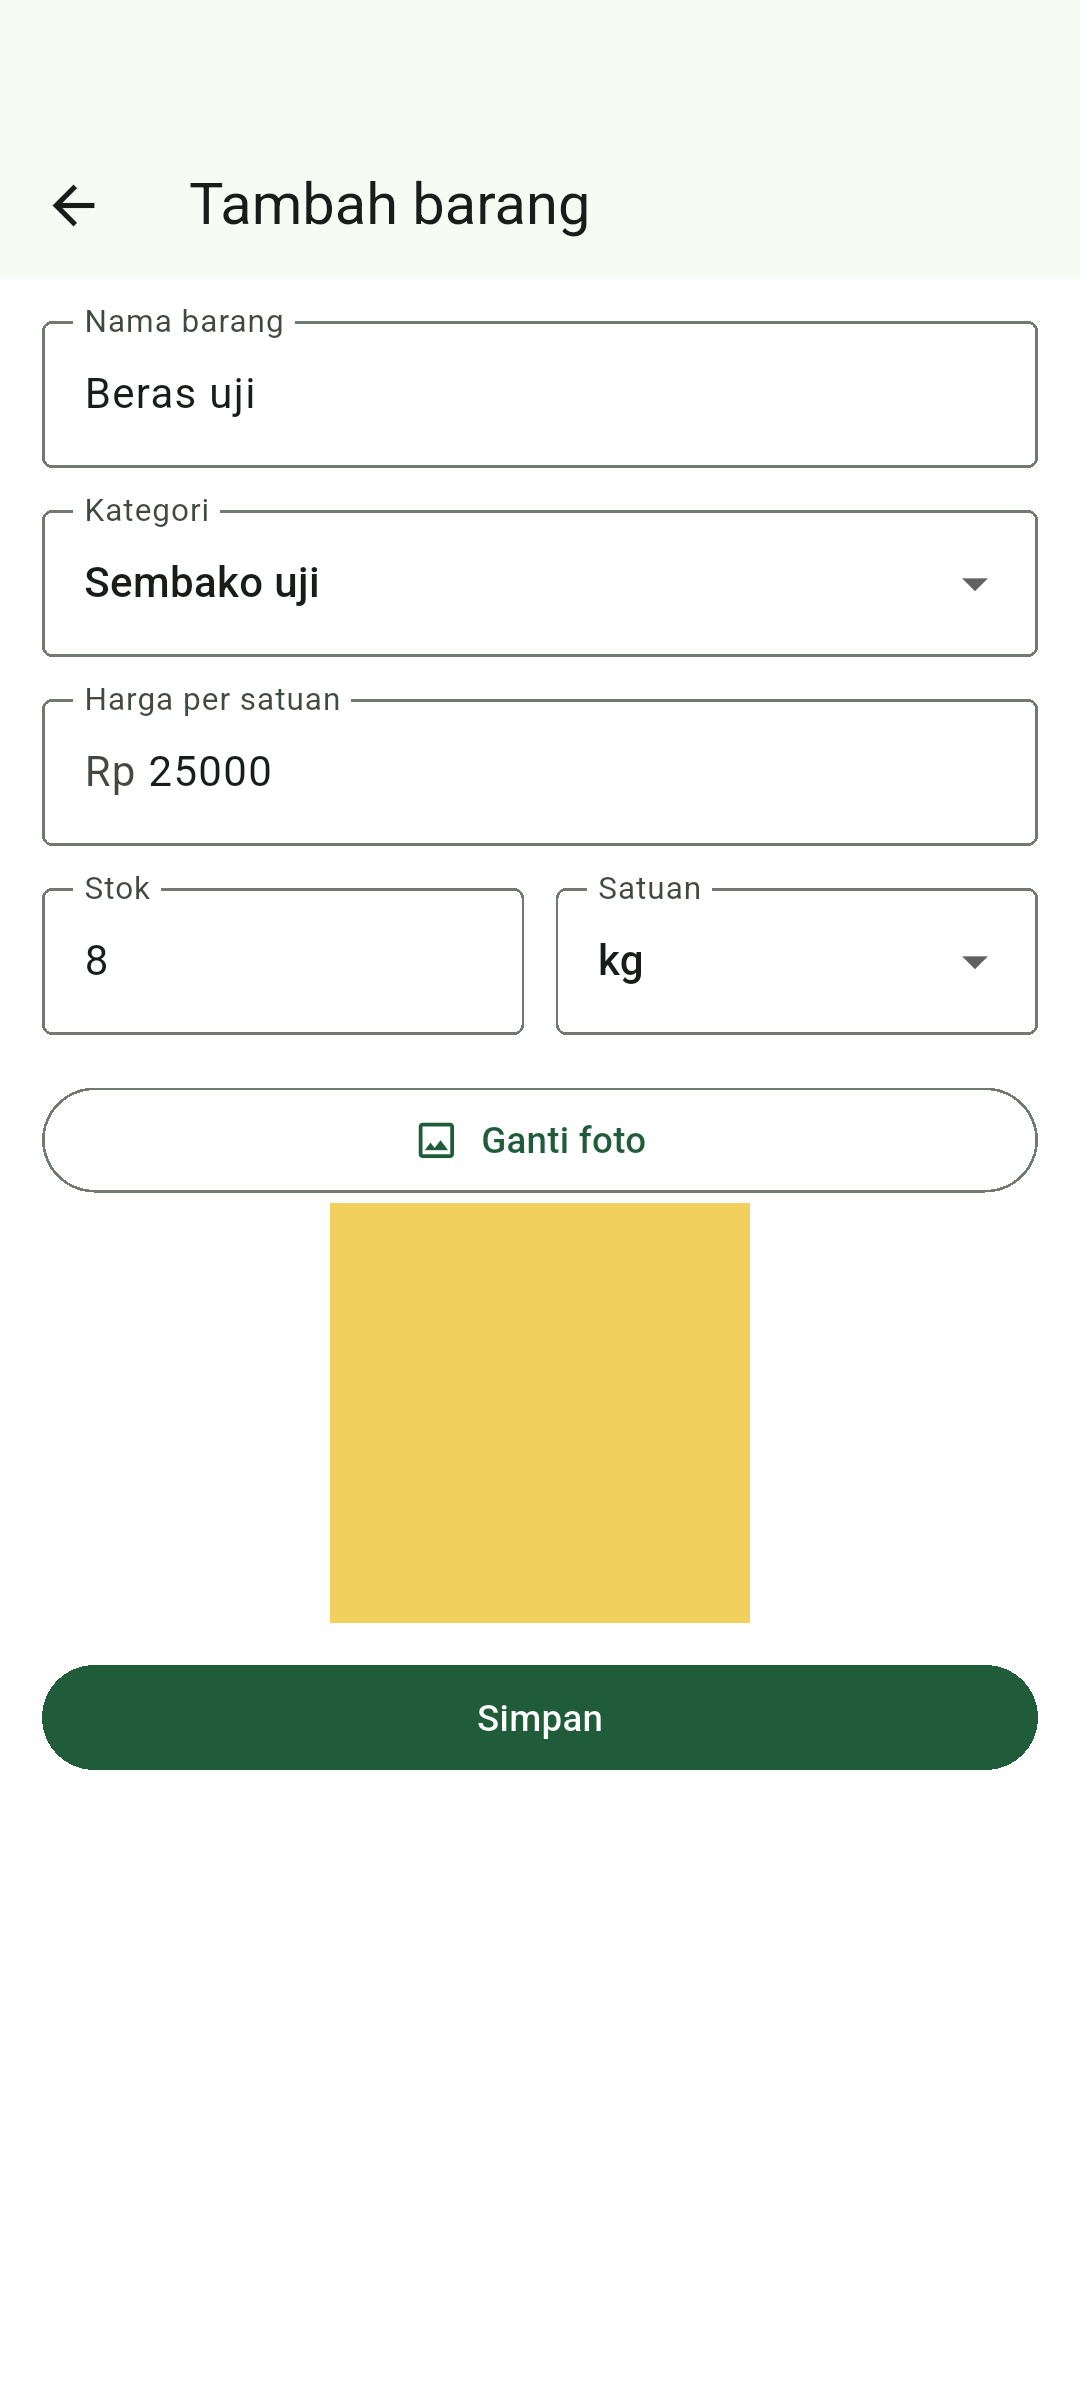 Tambah barang
Nama barang
Beras uji
Kategori
Sembako uji
Harga per satuan
Rp 25000
Stok
8
Satuan
kg
Ganti foto
Simpan